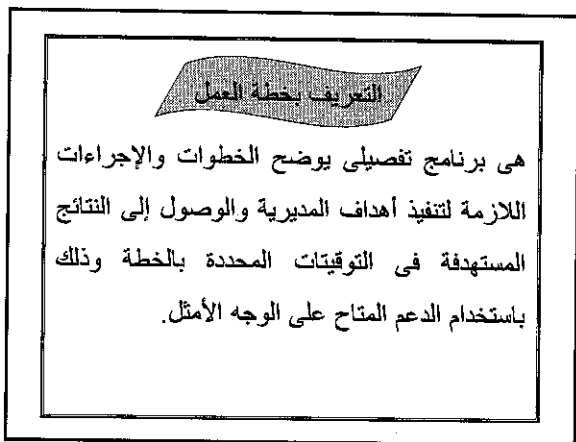 التعريف بخطة العمل
هى برنامج تفصيلى يوضح الخطوات والإجراءات
اللازمة لتنفيذ أهداف المديرية والوصول إلى النتائج
المستهدفة فى التوقيتات المحددة بالخطة وذلك
باستخدام الدعم المتاح على الوجه الأمثل.